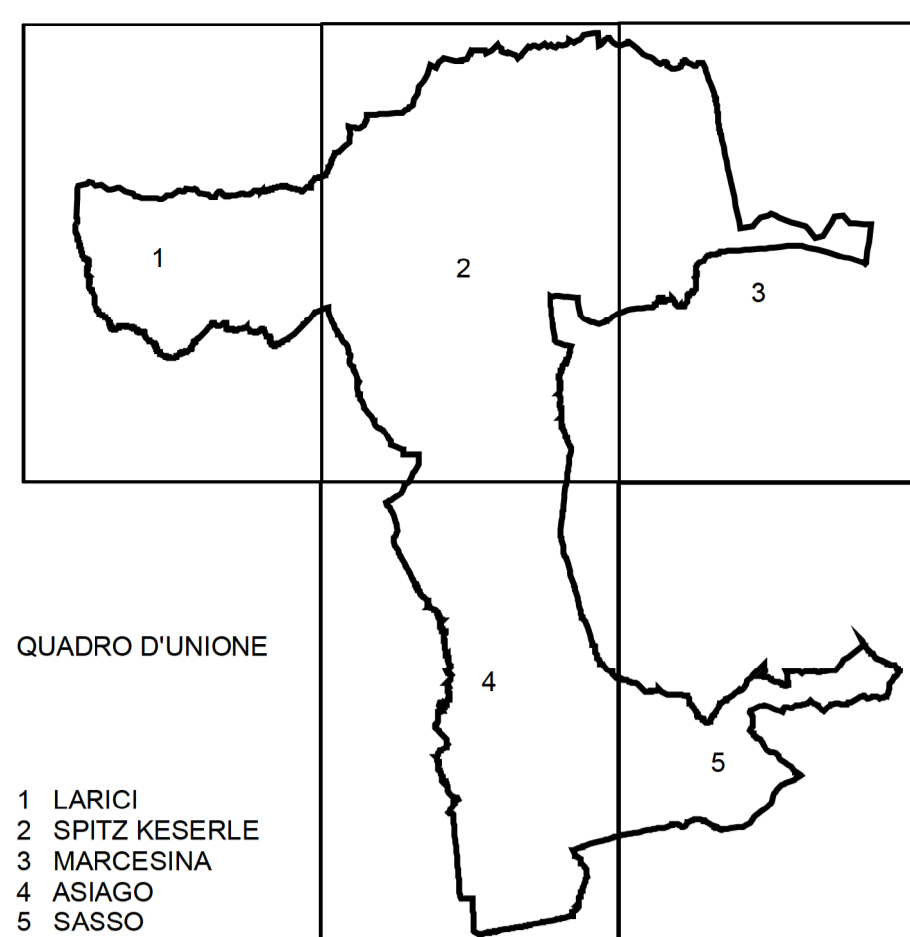 1
2
3
QUADRO D'UNIONE
4
5
1 LARICI
2 SPITZ KESERLE
3 MARCESINA
4 ASIAGO
5 SASSO